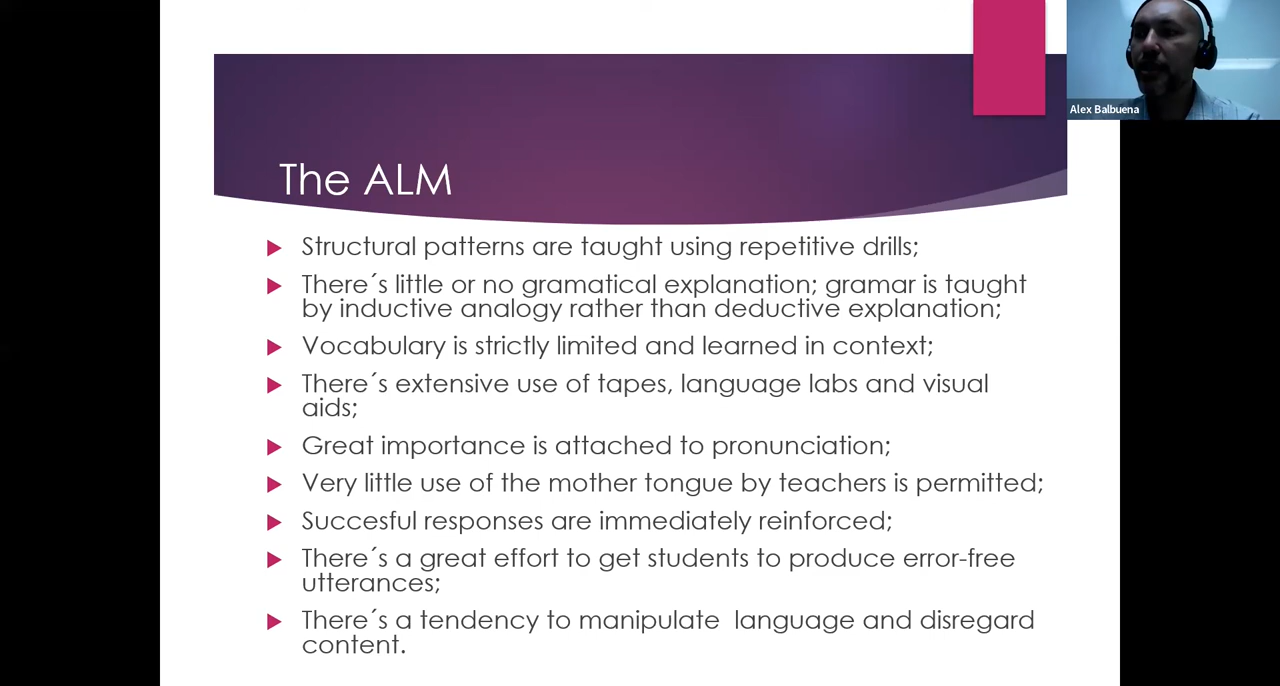 Alex Balbuena
The ALM
Structural patterns are taught using repetitive drills;
There´s little or no gramatical explanation; gramar is taught
by inductive analogy rather than deductive explanation;
Vocabulary is strictly limited and learned in context;
There´s extensive use of tapes, language labs and visual
aids;
Great importance is attached to pronunciation;
Very little use of the mother tongue by teachers is permitted;
Succesful responses are immediately reinforced;
There´s a great effort to get students to produce error-free
utterances;
There´s a tendency to manipulate  language and disregard
content.